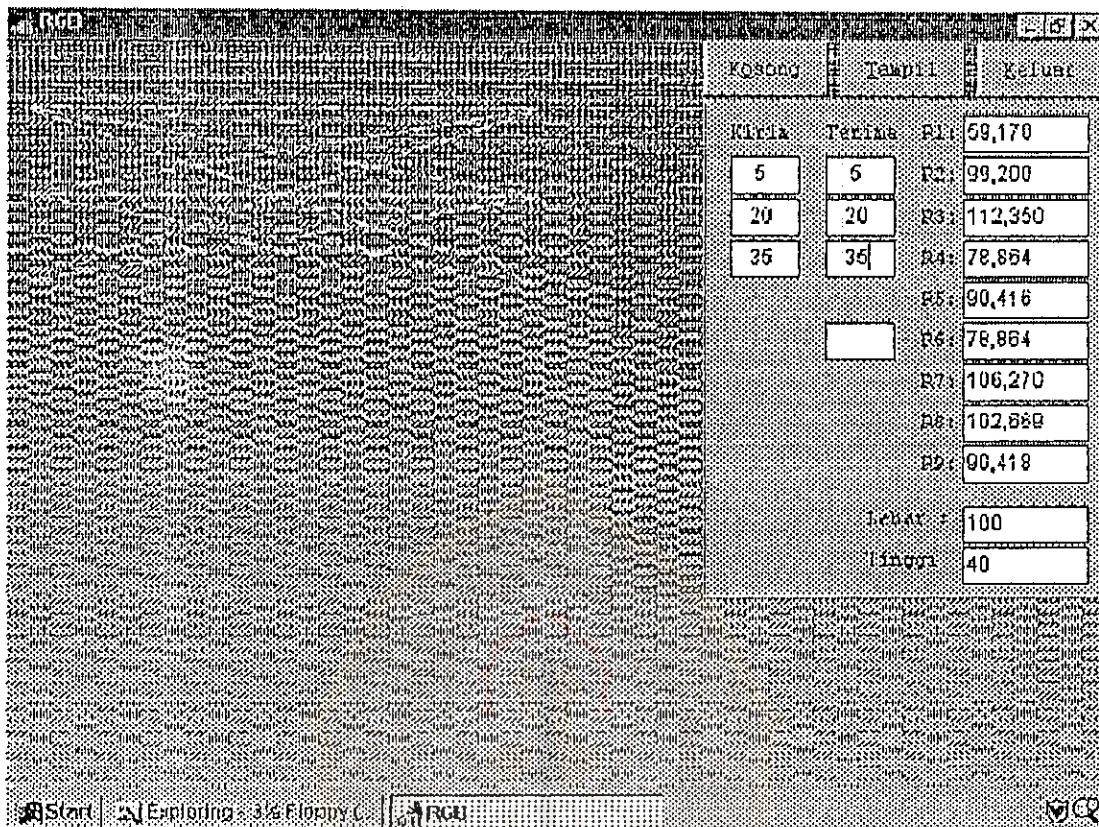 RGB
Kosong Tampil Keluar
Kirim Terima R1: 59,170
5 5 R2: 99,200
20 20 R3: 112,350
35 35 R4: 78,864
R5: 90,416
R6: 78,864
R7: 106,270
R8: 102,669
R9: 90,418
Lebar : 100
Tinggi 40
Start Exploring - 3½ Floppy (. RGB